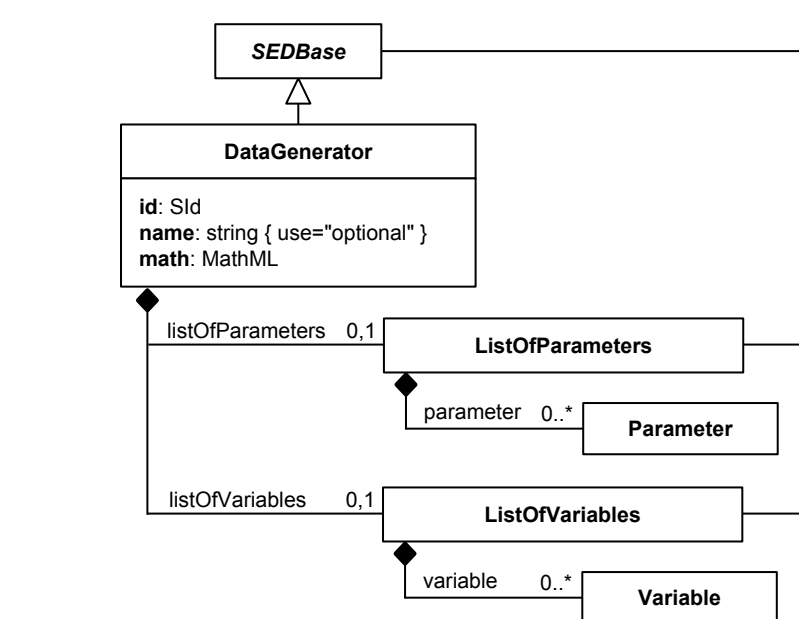 SEDBase
DataGenerator
id: SId
name: string { use="optional" }
math: MathML
listOfParameters 0,1
ListOfParameters
parameter 0..*
Parameter
listOfVariables 0,1
ListOfVariables
variable 0..*
Variable